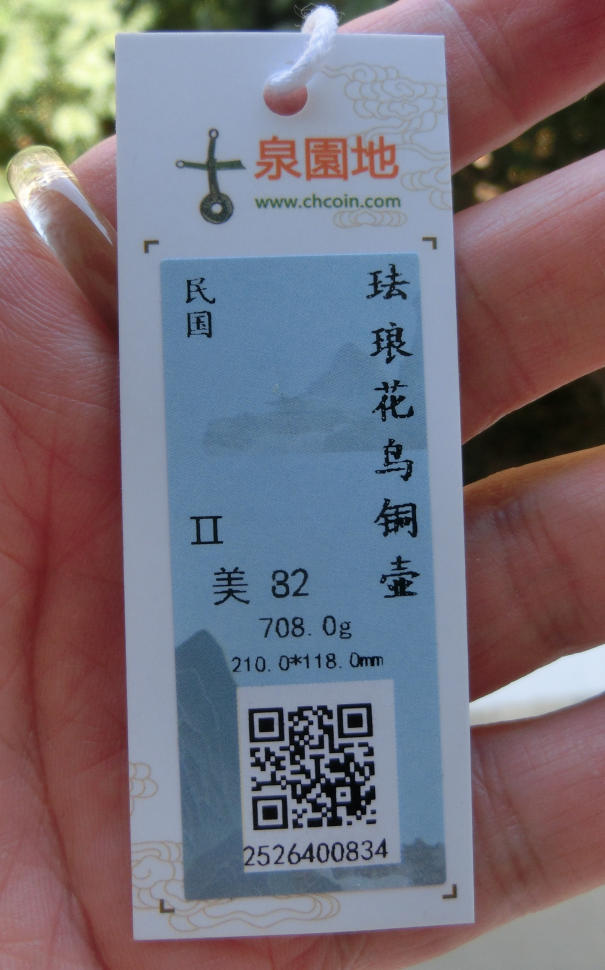 泉園地
www.chcoin.com
珐琅花鸟铜壶
民国
II
美 82
708.0g
210.0*118.0mm
2526400834